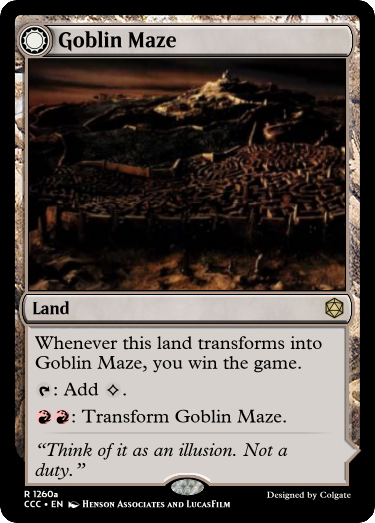 Goblin Maze
Land
Whenever this land transforms into
Goblin Maze, you win the game.
: Add .
: Transform Goblin Maze.
“Think of it as an illusion. Not a
duty.”
R 1260a
CCC • EN Henson Associates and LucasFilm
Designed by Colgate